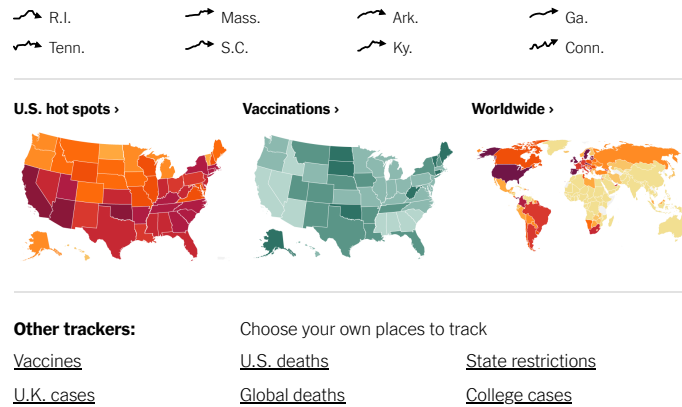 R.I. Mass. Ark. Ga.
Tenn. S.C. Ky. Conn.
U.S. hot spots › Vaccinations › Worldwide ›
Other trackers: Choose your own places to track
Vaccines U.S. deaths State restrictions
U.K. cases Global deaths College cases